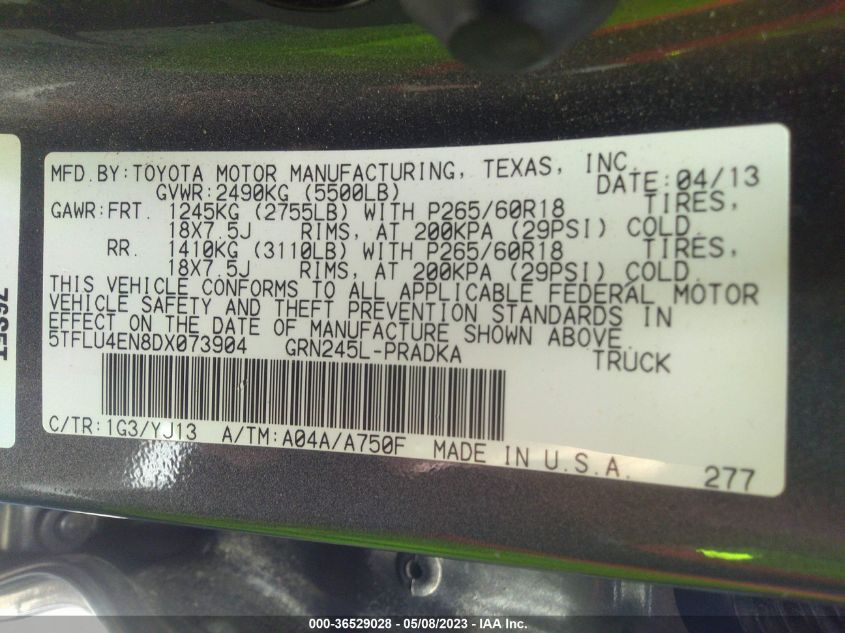 MFD.BY:TOYOTA MOTOR MANUFACTURING, TEXAS, INC.
GVWR:2490KG (5500LB) DATE:04/13
GAWR:FRT. 1245KG (2755LB) WITH P265/60R18 TIRES,
18X7.5J RIMS, AT 200KPA (29PSI) COLD.
RR. 1410KG (3110LB) WITH P265/60R18 TIRES,
18X7.5J RIMS, AT 200KPA (29PSI) COLD.
THIS VEHICLE CONFORMS TO ALL APPLICABLE FEDERAL MOTOR
VEHICLE SAFETY AND THEFT PREVENTION STANDARDS IN
EFFECT ON THE DATE OF MANUFACTURE SHOWN ABOVE.
5TFLU4EN8DX073904 GRN245L-PRADKA TRUCK
C/TR:1G3/YJ13 A/TM:A04A/A750F MADE IN U.S.A.
277
000-36529028 - 05/08/2023 - IAA Inc.